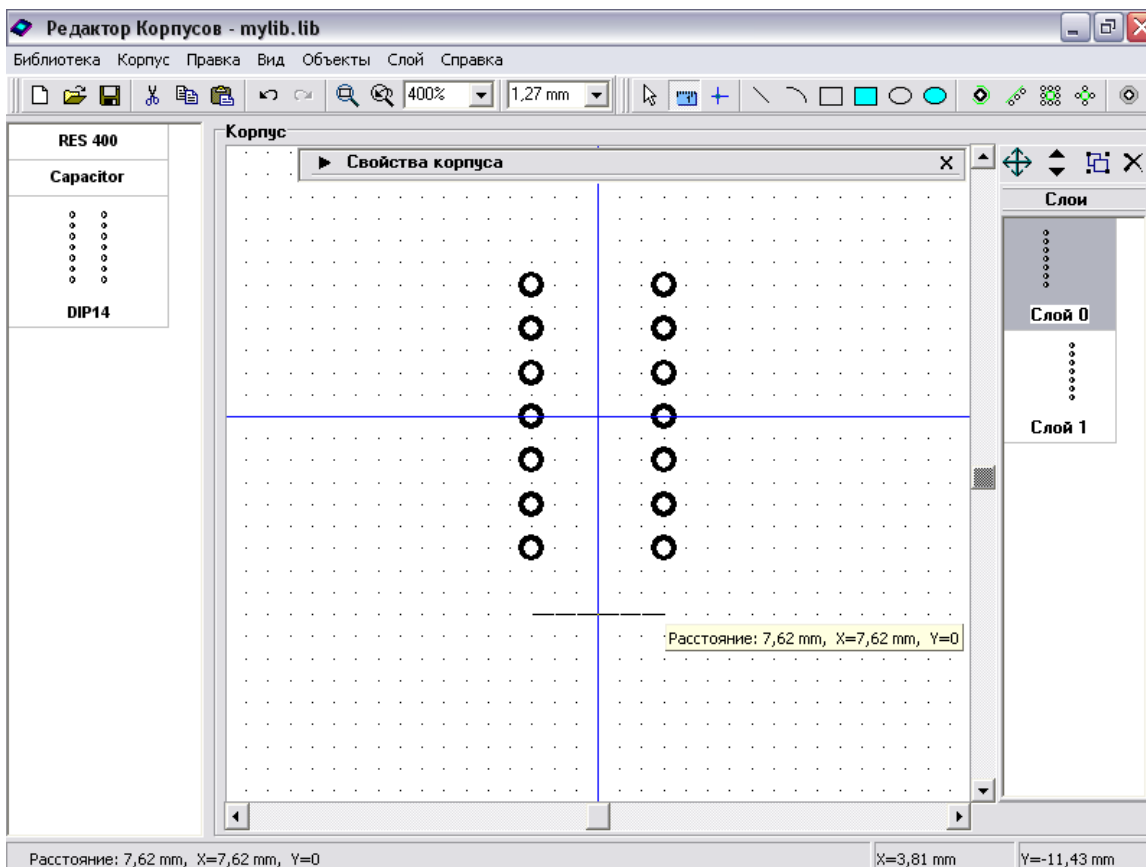 Редактор Корпусов - mylib.lib
Библиотека Корпус Правка Вид Объекты Слой Справка
400% 1,27 mm
RES 400
Capacitor
DIP14
Корпус
Свойства корпуса
Слои
Слой 0
Слой 1
Расстояние: 7,62 mm, X=7,62 mm, Y=0
Расстояние: 7,62 mm, X=7,62 mm, Y=0 X=3,81 mm Y=-11,43 mm